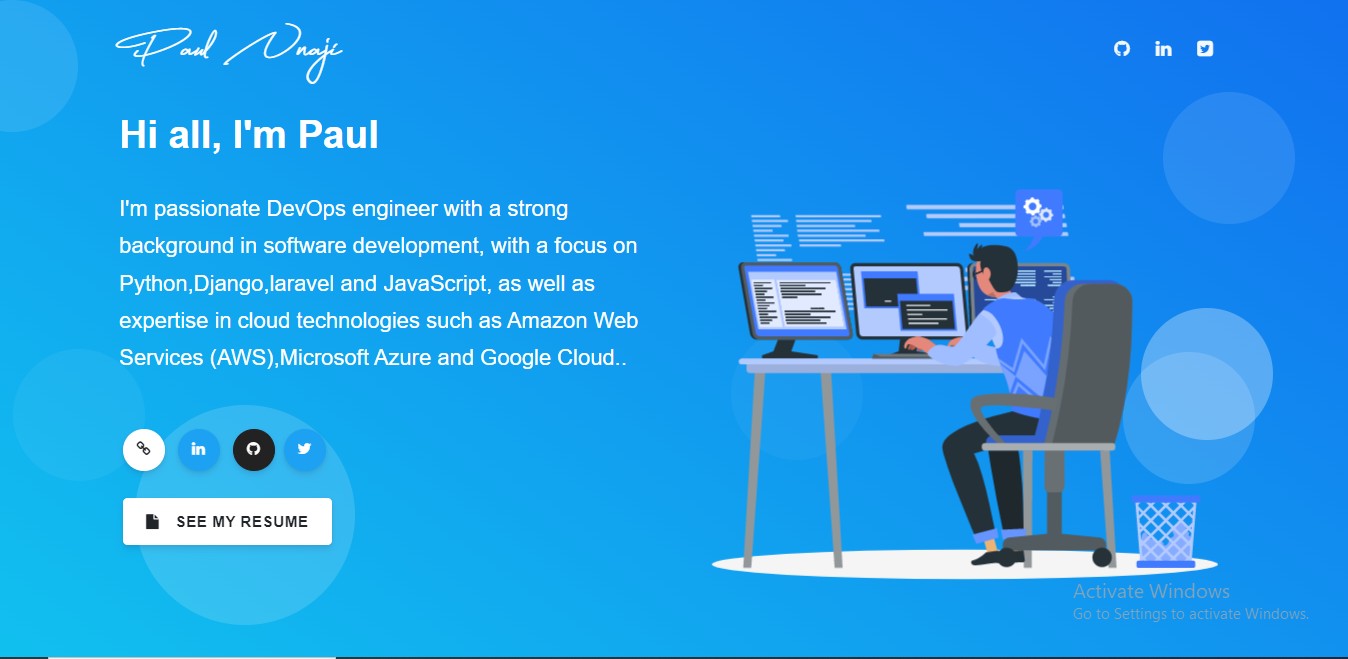 Paul Nnaji
Hi all, I'm Paul
I'm passionate DevOps engineer with a strong
background in software development, with a focus on
Python,Django,laravel and JavaScript, as well as
expertise in cloud technologies such as Amazon Web
Services (AWS),Microsoft Azure and Google Cloud..
SEE MY RESUME
Activate Windows
Go to Settings to activate Windows.